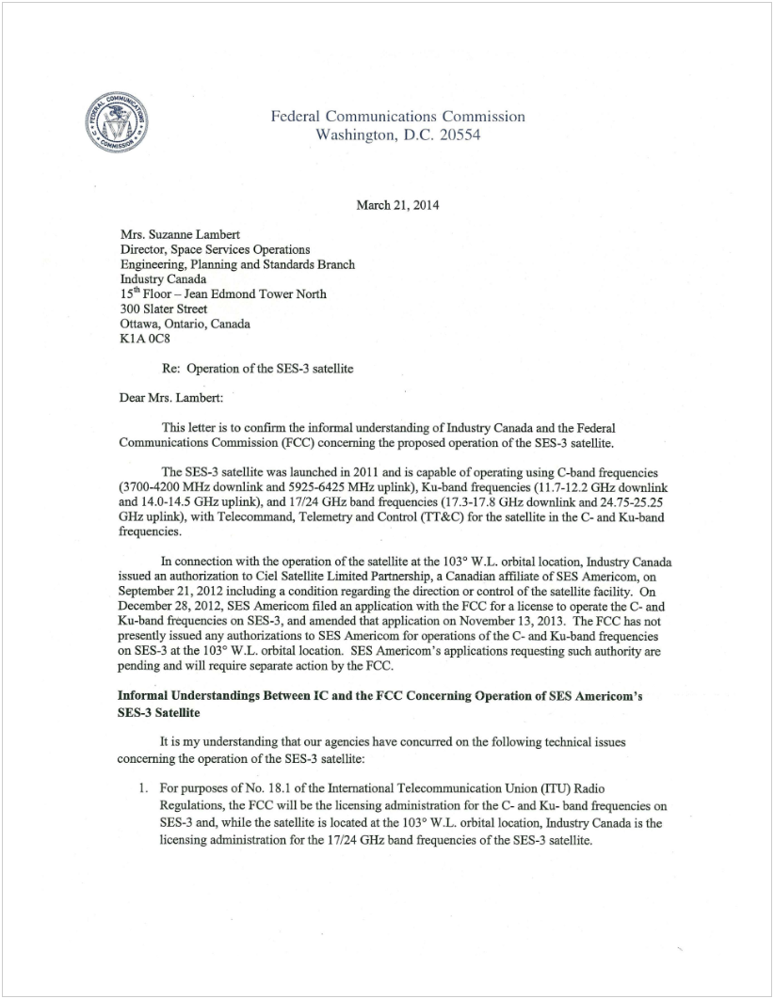 FEDERAL COMMUNICATIONS COMMISSION
Federal Communications Commission
Washington, D.C. 20554
March 21, 2014
Mrs. Suzanne Lambert
Director, Space Services Operations
Engineering, Planning and Standards Branch
Industry Canada
15th Floor – Jean Edmond Tower North
300 Slater Street
Ottawa, Ontario, Canada
K1A 0C8
Re: Operation of the SES-3 satellite
Dear Mrs. Lambert:
This letter is to confirm the informal understanding of Industry Canada and the Federal
Communications Commission (FCC) concerning the proposed operation of the SES-3 satellite.
The SES-3 satellite was launched in 2011 and is capable of operating using C-band frequencies
(3700-4200 MHz downlink and 5925-6425 MHz uplink), Ku-band frequencies (11.7-12.2 GHz downlink
and 14.0-14.5 GHz uplink), and 17/24 GHz band frequencies (17.3-17.8 GHz downlink and 24.75-25.25
GHz uplink), with Telecommand, Telemetry and Control (TT&C) for the satellite in the C- and Ku-band
frequencies.
In connection with the operation of the satellite at the 103° W.L. orbital location, Industry Canada
issued an authorization to Ciel Satellite Limited Partnership, a Canadian affiliate of SES Americom, on
September 21, 2012 including a condition regarding the direction or control of the satellite facility. On
December 28, 2012, SES Americom filed an application with the FCC for a license to operate the C- and
Ku-band frequencies on SES-3, and amended that application on November 13, 2013. The FCC has not
presently issued any authorizations to SES Americom for operations of the C- and Ku-band frequencies
on SES-3 at the 103° W.L. orbital location. SES Americom's applications requesting such authority are
pending and will require separate action by the FCC.
Informal Understandings Between IC and the FCC Concerning Operation of SES Americom's
SES-3 Satellite
It is my understanding that our agencies have concurred on the following technical issues
concerning the operation of the SES-3 satellite:
1. For purposes of No. 18.1 of the International Telecommunication Union (ITU) Radio
Regulations, the FCC will be the licensing administration for the C- and Ku- band frequencies on
SES-3 and, while the satellite is located at the 103° W.L. orbital location, Industry Canada is the
licensing administration for the 17/24 GHz band frequencies of the SES-3 satellite.